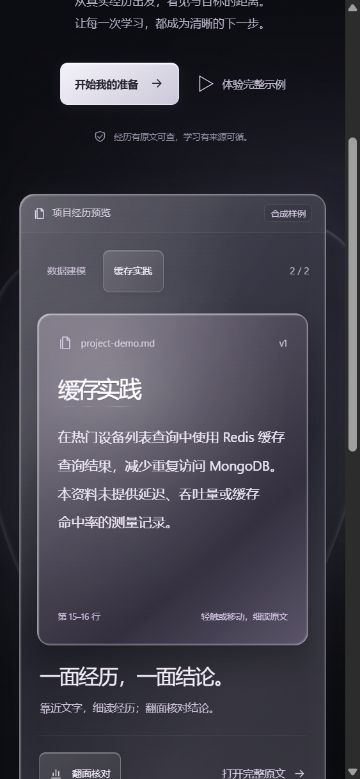 从真实经历出发，看见与目标的距离。
让每一次学习，都成为清晰的下一步。
开始我的准备 → 体验完整示例
经历有原文可查，学习有来源可循。
项目经历预览 合成样例
数据建模 缓存实践 2 / 2
project-demo.md v1
缓存实践
在热门设备列表查询中使用 Redis 缓存
查询结果，减少重复访问 MongoDB。
本资料未提供延迟、吞吐量或缓存
命中率的测量记录。
第 15–16 行 轻触或移动，细读原文
一面经历，一面结论。
靠近文字，细读经历；翻面核对结论。
翻面核对 打开完整原文 →